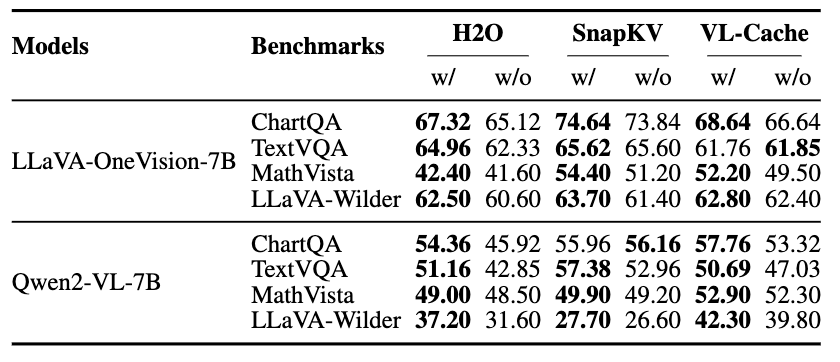 Models Benchmarks H2O SnapKV VL-Cache
w/ w/o w/ w/o w/ w/o
LLaVA-OneVision-7B
ChartQA 67.32 65.12 74.64 73.84 68.64 66.64
TextVQA 64.96 62.33 65.62 65.60 61.76 61.85
MathVista 42.40 41.60 54.40 51.20 52.20 49.50
LLaVA-Wilder 62.50 60.60 63.70 61.40 62.80 62.40
Qwen2-VL-7B
ChartQA 54.36 45.92 55.96 56.16 57.76 53.32
TextVQA 51.16 42.85 57.38 52.96 50.69 47.03
MathVista 49.00 48.50 49.90 49.20 52.90 52.30
LLaVA-Wilder 37.20 31.60 27.70 26.60 42.30 39.80